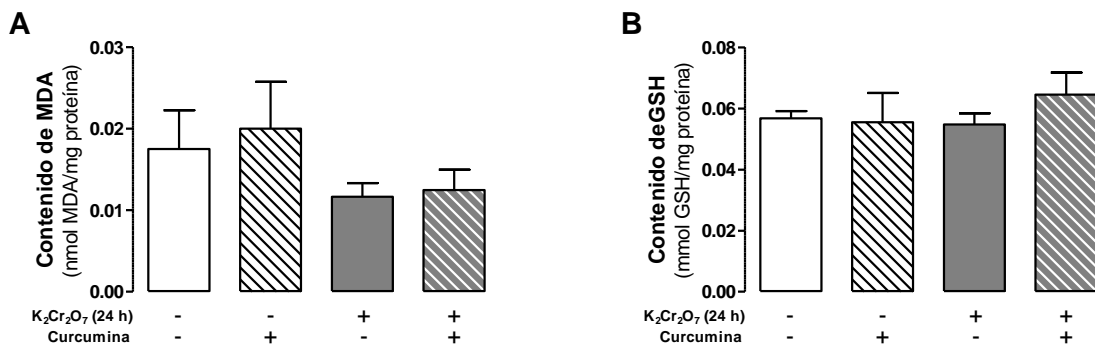 A
Contenido de MDA
(nmol MDA/mg proteína)
0.03
0.02
0.01
0.00
K₂Cr₂O₇ (24 h) - - + +
Curcumina - + - +
B
Contenido deGSH
(mmol GSH/mg proteína)
0.08
0.06
0.04
0.02
0.00
K₂Cr₂O₇ (24 h) - - + +
Curcumina - + - +